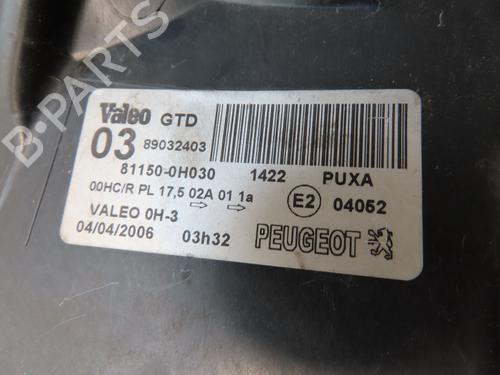 Valeo GTD
03 89032403
81150-0H030 1422 PUXA
00HC/R PL 17,5 02A 01 1a
E2 04052
VALEO 0H-3
04/04/2006 03h32 PEUGEOT
B-PARTS